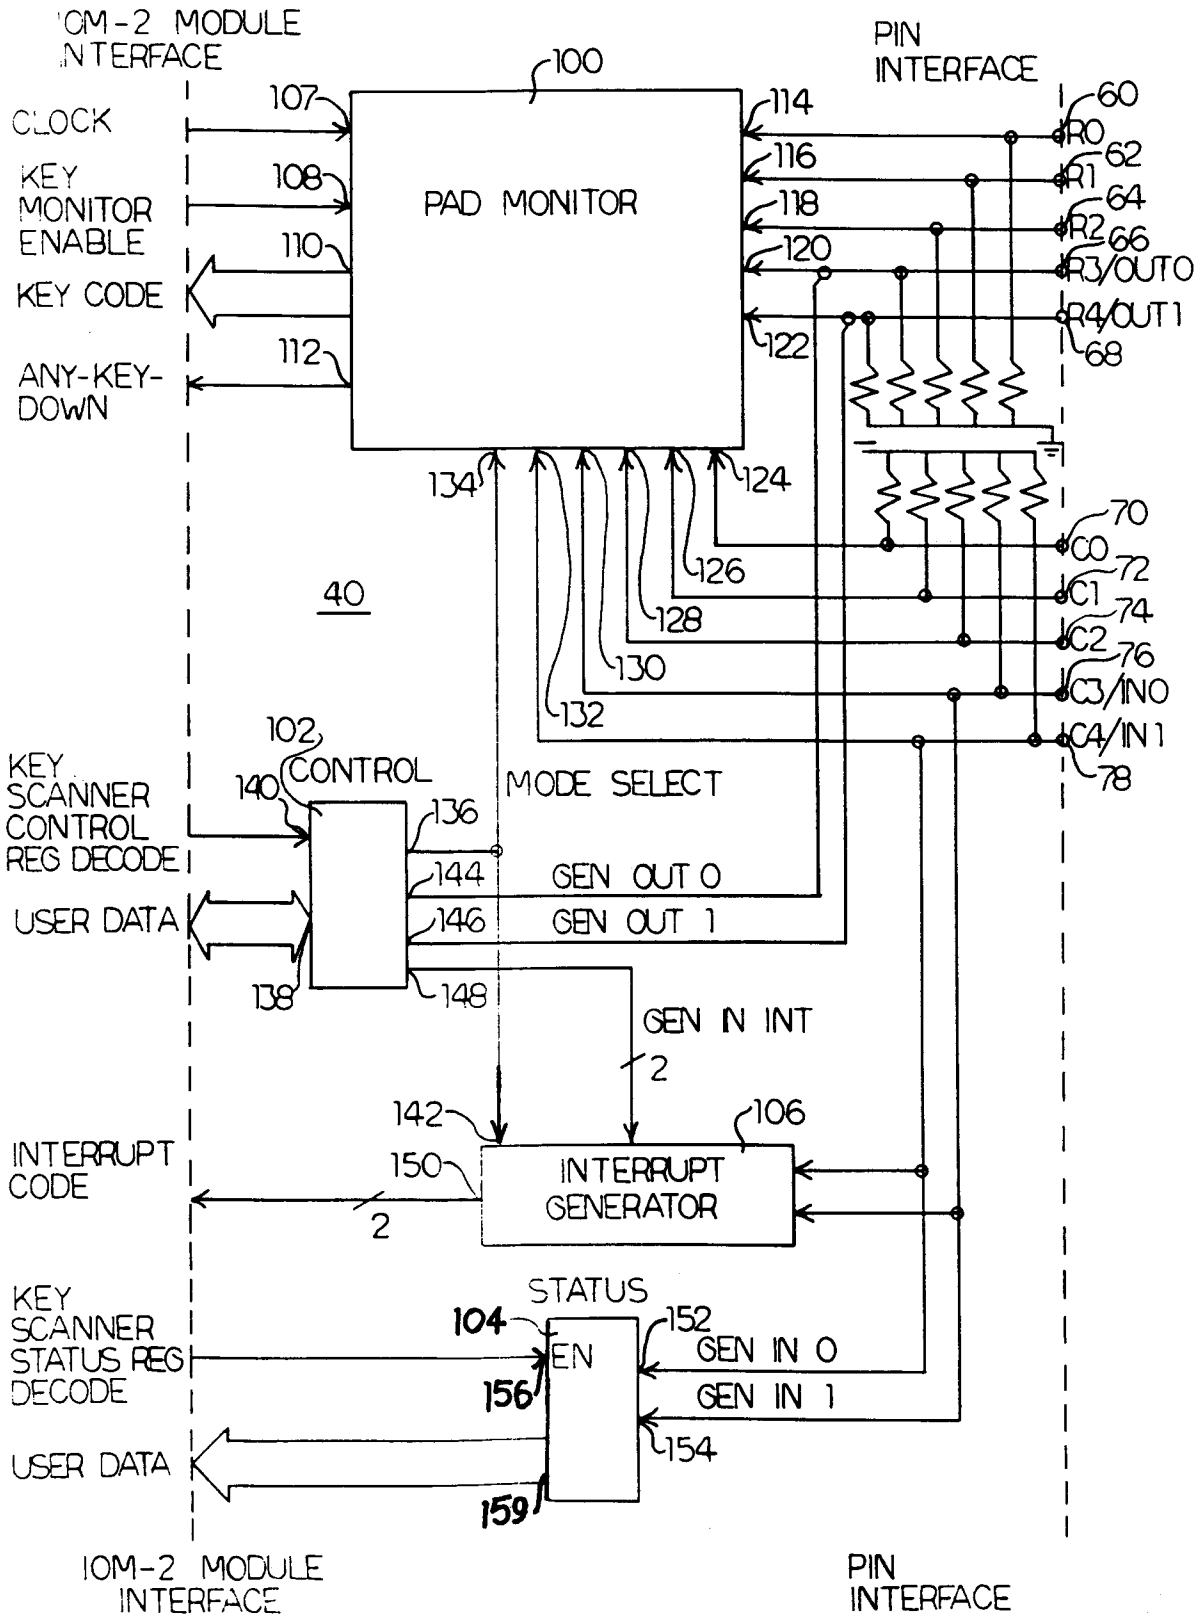 IOM-2 MODULE
INTERFACE
PIN
INTERFACE
100
CLOCK
107
114
60
R0
KEY
MONITOR
ENABLE
108
PAD MONITOR
116
62
R1
118
64
R2
110
120
66
R3/OUT0
KEY CODE
R4/OUT1
122
68
112
ANY-KEY-
DOWN
134
124
70
C0
126
72
C1
40
128
74
C2
130
76
C3/IN0
132
C4/IN1
78
102
CONTROL
KEY
SCANNER
CONTROL
REG DECODE
140
MODE SELECT
136
144
GEN OUT 0
USER DATA
146
GEN OUT 1
138
148
GEN IN INT
2
142
106
INTERRUPT
CODE
150
INTERRUPT
GENERATOR
2
STATUS
KEY
SCANNER
STATUS REG
DECODE
104
EN
152
GEN IN 0
156
GEN IN 1
154
USER DATA
159
IOM-2 MODULE
INTERFACE
PIN
INTERFACE